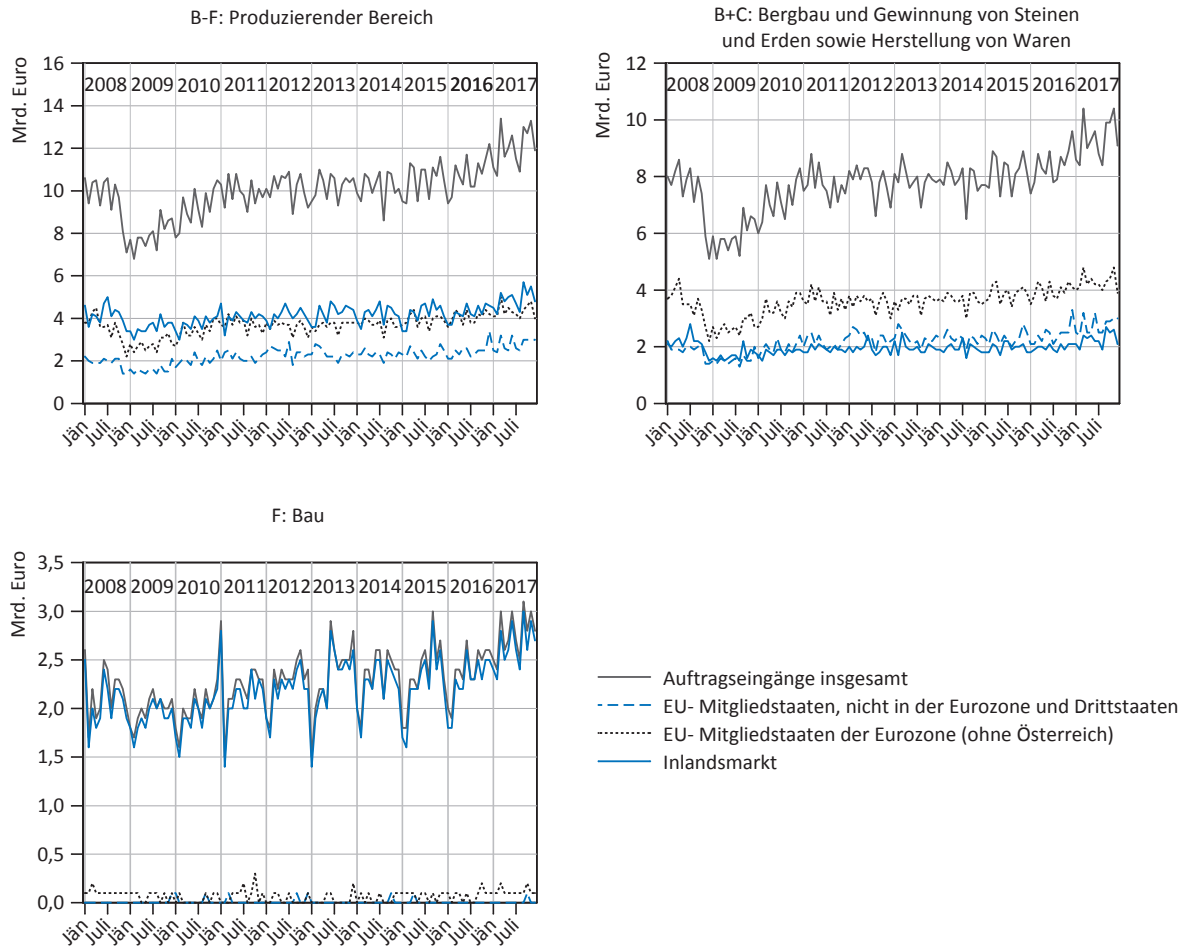 B-F: Produzierender Bereich
Mrd. Euro
16
14
12
10
8
6
4
2
0
2008 2009 2010 2011 2012 2013 2014 2015 2016 2017
Jän Juli Jän Juli Jän Juli Jän Juli Jän Juli Jän Juli Jän Juli Jän Juli Jän Juli Jän Juli
B+C: Bergbau und Gewinnung von Steinen
und Erden sowie Herstellung von Waren
Mrd. Euro
12
10
8
6
4
2
0
2008 2009 2010 2011 2012 2013 2014 2015 2016 2017
Jän Juli Jän Juli Jän Juli Jän Juli Jän Juli Jän Juli Jän Juli Jän Juli Jän Juli Jän Juli
F: Bau
Mrd. Euro
3,5
3,0
2,5
2,0
1,5
1,0
0,5
0,0
2008 2009 2010 2011 2012 2013 2014 2015 2016 2017
Jän Juli Jän Juli Jän Juli Jän Juli Jän Juli Jän Juli Jän Juli Jän Juli Jän Juli Jän Juli
Auftragseingänge insgesamt
EU- Mitgliedstaaten, nicht in der Eurozone und Drittstaaten
EU- Mitgliedstaaten der Eurozone (ohne Österreich)
Inlandsmarkt